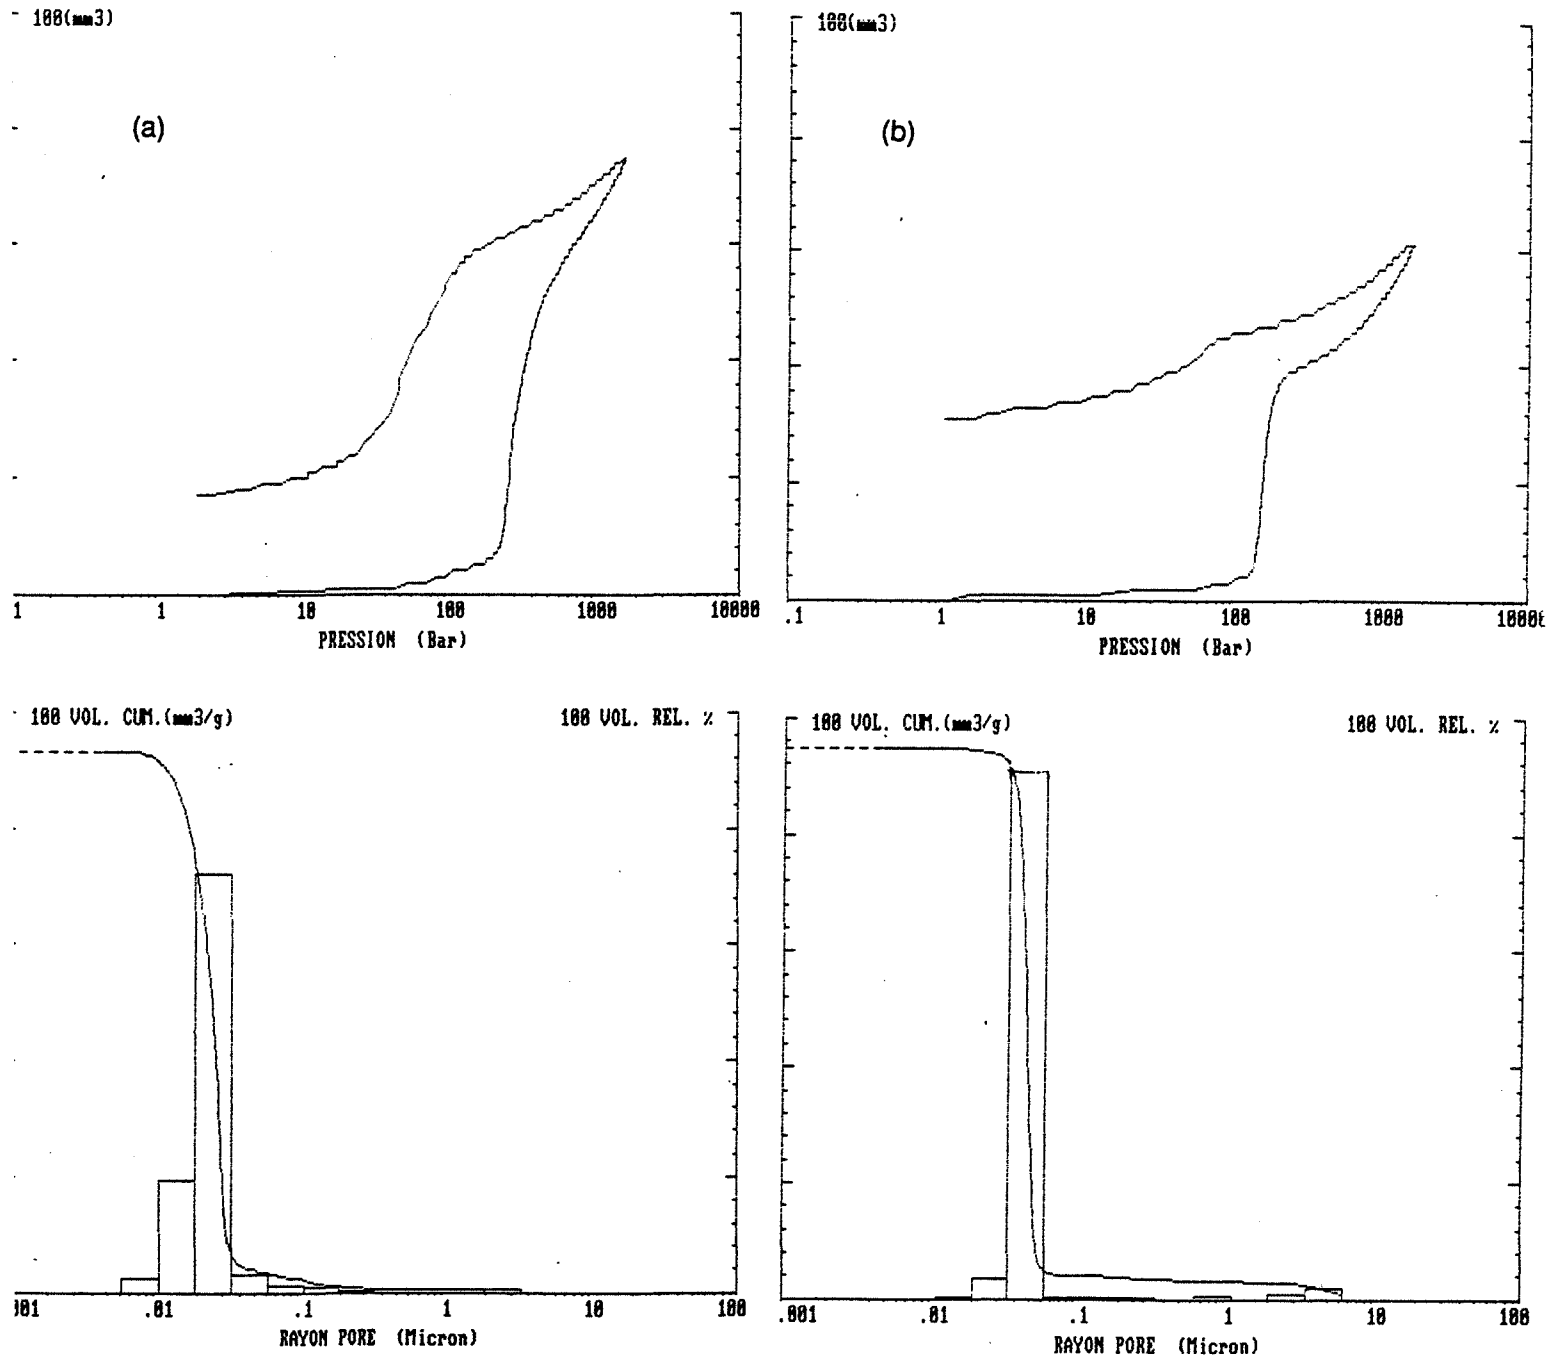 100(mm3)
(a)
1 1 10 100 1000 10000
PRESSION (Bar)
100(mm3)
(b)
.1 1 10 100 1000 1000
PRESSION (Bar)
100 VOL. CUM.(mm3/g) 100 VOL. REL. %
001 .01 .1 1 10 100
RAYON PORE (Micron)
100 VOL. CUM.(mm3/g) 100 VOL. REL. %
.001 .01 .1 1 10 100
RAYON PORE (Micron)